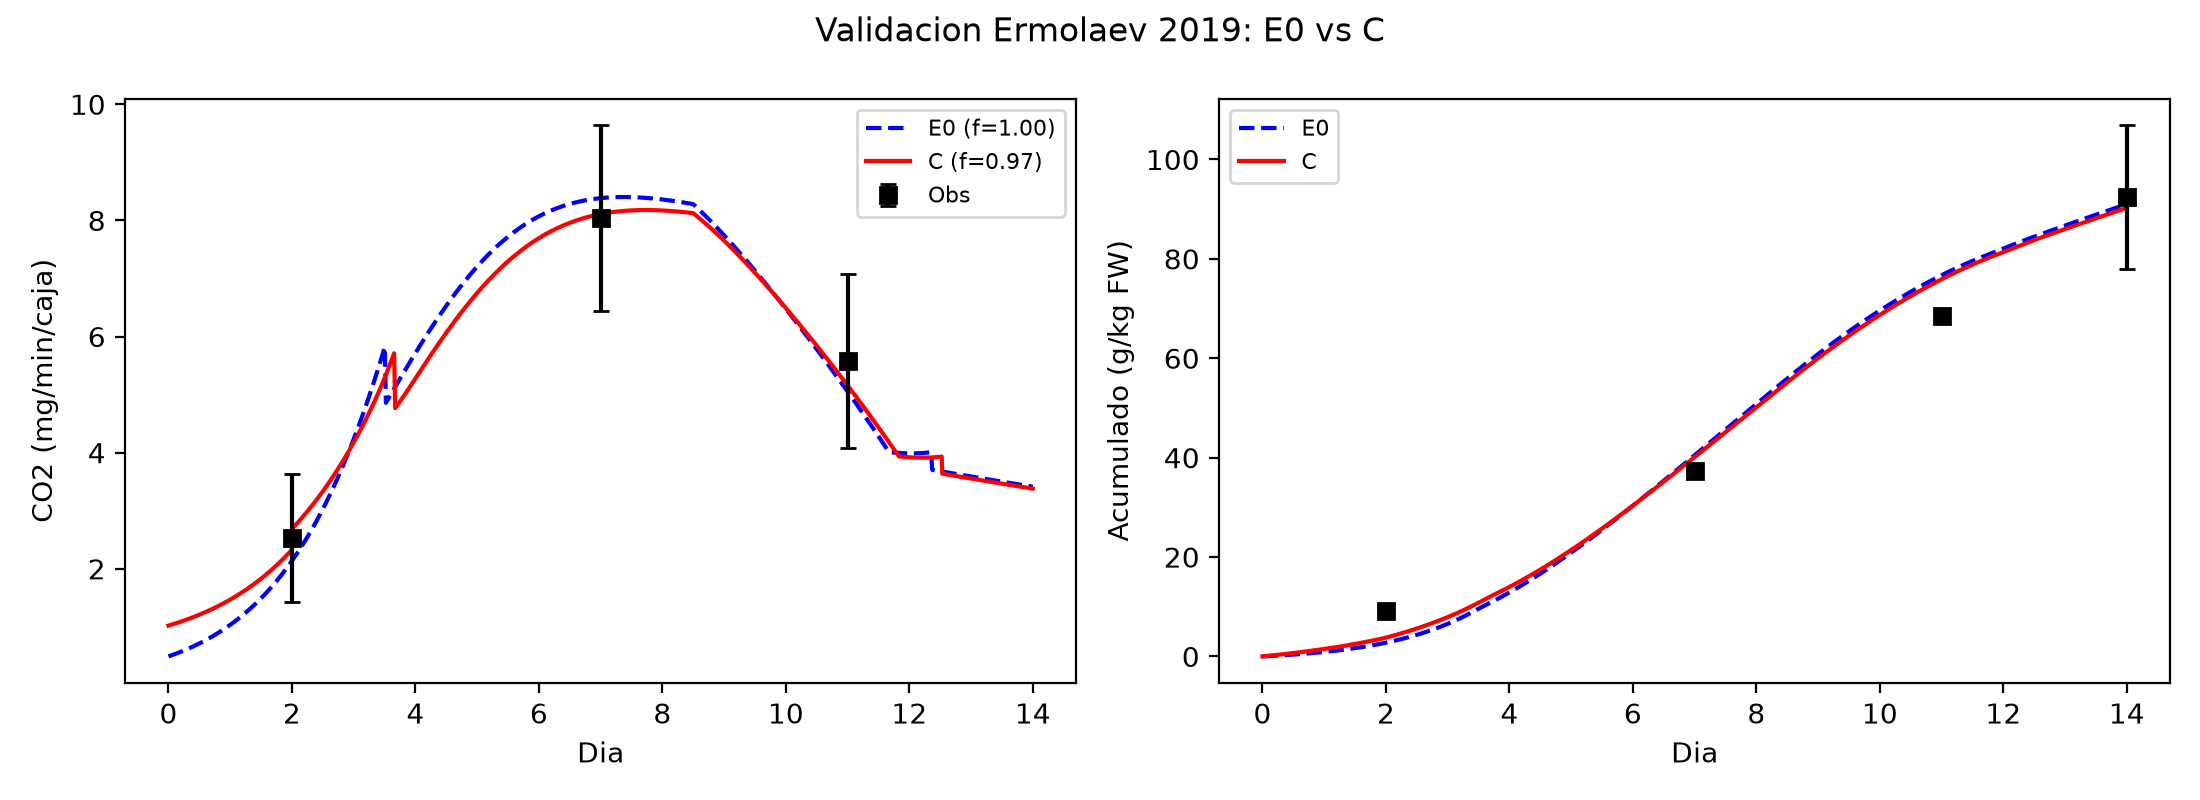 Validacion Ermolaev 2019: E0 vs C
CO2 (mg/min/caja)
10
8
6
4
2
0 2 4 6 8 10 12 14
Dia
E0 (f=1.00)
C (f=0.97)
Obs
Acumulado (g/kg FW)
100
80
60
40
20
0
0 2 4 6 8 10 12 14
Dia
E0
C